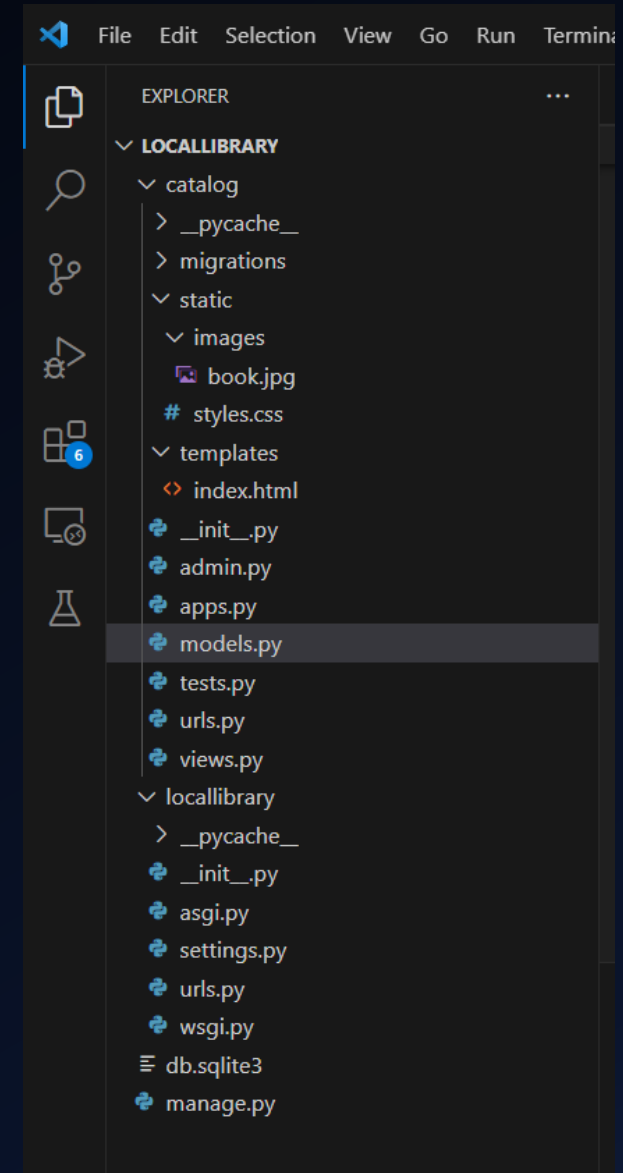 File Edit Selection View Go Run
EXPLORER ...
LOCALLIBRARY
catalog
__pycache__
migrations
static
images
book.jpg
# styles.css
templates
<> index.html
__init__.py
admin.py
apps.py
models.py
tests.py
urls.py
views.py
locallibrary
__pycache__
__init__.py
asgi.py
settings.py
urls.py
wsgi.py
db.sqlite3
manage.py
6